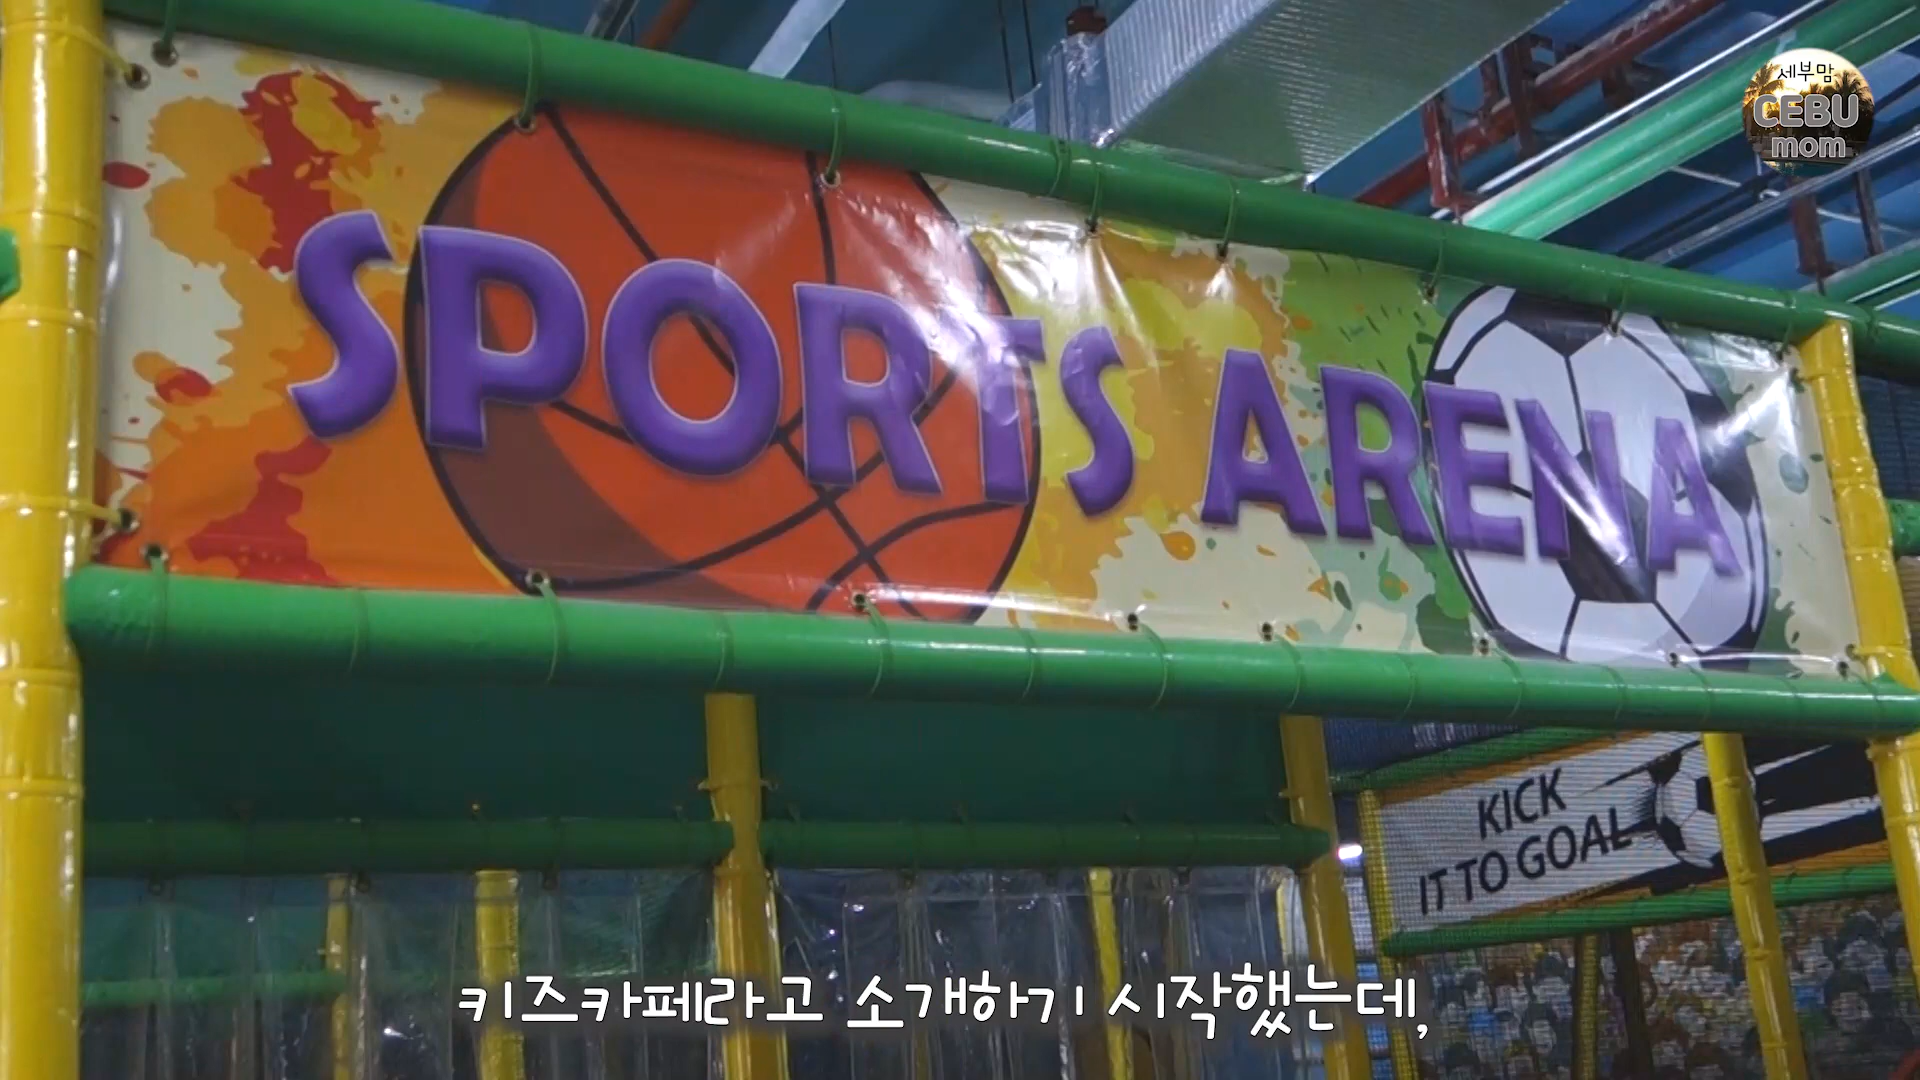 세부맘
CEBU
mom
SPORTS ARENA
KICK
IT TO GOAL
키즈카페라고 소개하기 시작했는데,